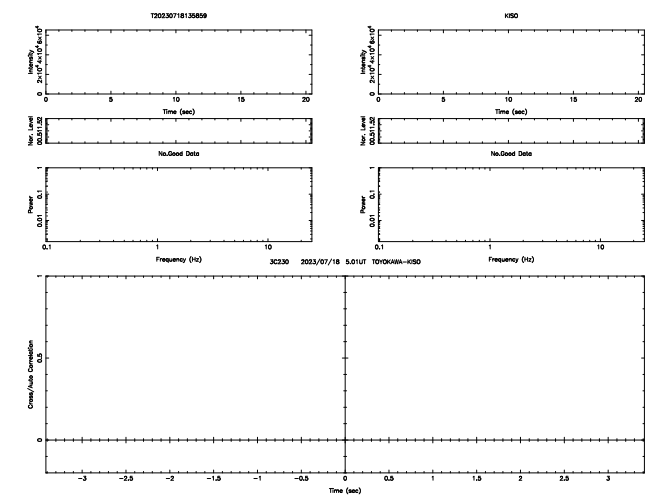 T20230718135859
KISO
Intensity
0 2×10⁴ 4×10⁴ 6×10⁴
0 5 10 15 20
Time (sec)
Intensity
0 2×10⁴ 4×10⁴ 6×10⁴
0 5 10 15 20
Time (sec)
Nor. Level
00.511.52
Nor. Level
00.511.52
No.Good Data
No.Good Data
Power
1
0.1
0.01
0.1 1 10
Frequency (Hz)
Power
1
0.1
0.01
0.1 1 10
Frequency (Hz)
3C230 2023/07/18 5.01UT TOYOKAWA-KISO
Cross/Auto Correlation
1
0.5
0
-3 -2.5 -2 -1.5 -1 -0.5 0 0.5 1 1.5 2 2.5 3
Time (sec)